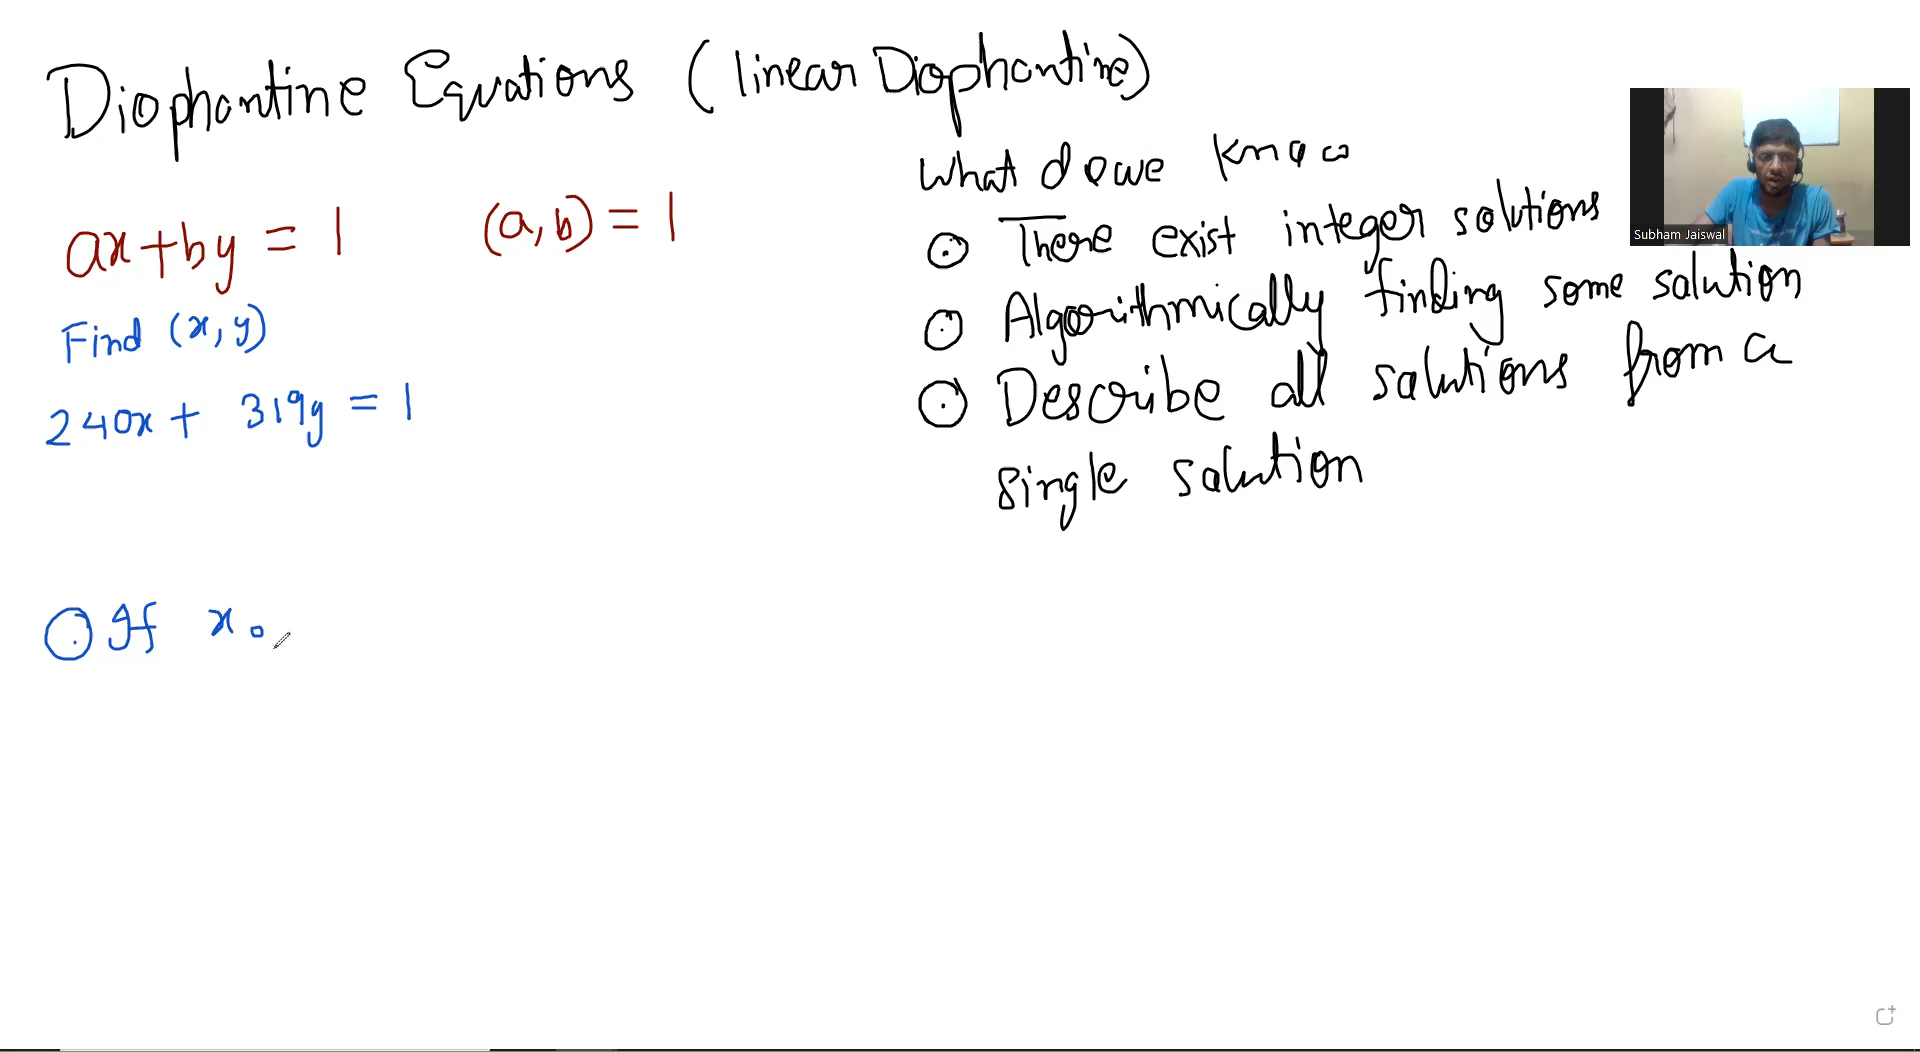 Diophantine Equations (linear Diophantine)
ax+by = 1 (a,b) = 1
Find (x,y)
240x + 319y = 1
What do we know
There exist integer solutions
Algorithmically finding some solution
Describe all solutions from a
single solution
Subham Jaiswal
If x₀